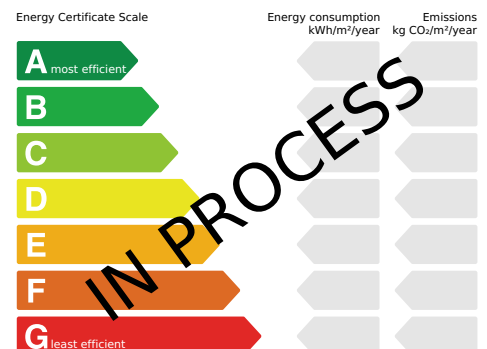 Energy Certificate Scale
Energy consumption
kWh/m²/year
Emissions
kg CO₂/m²/year
A most efficient
B
C
D
E
F
G least efficient
IN PROCESS